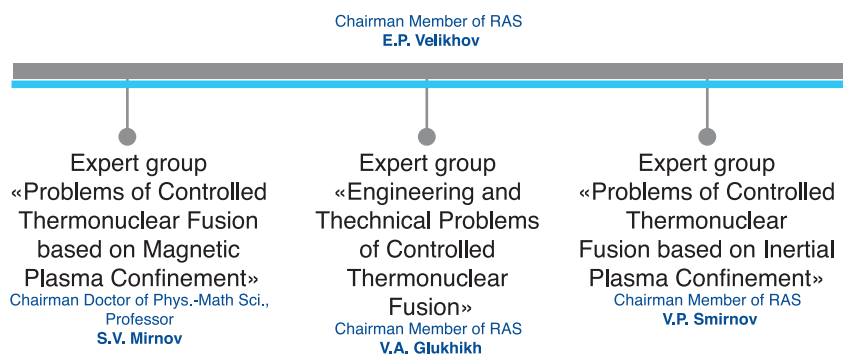 Chairman Member of RAS
E.P. Velikhov
Expert group
«Problems of Controlled
Thermonuclear Fusion
based on Magnetic
Plasma Confinement»
Chairman Doctor of Phys.-Math Sci.,
Professor
S.V. Mirnov
Expert group
«Engineering and
Thechnical Problems
of Controlled
Thermonuclear
Fusion»
Chairman Member of RAS
V.A. Glukhikh
Expert group
«Problems of Controlled
Thermonuclear
Fusion based on Inertial
Plasma Confinement»
Chairman Member of RAS
V.P. Smirnov